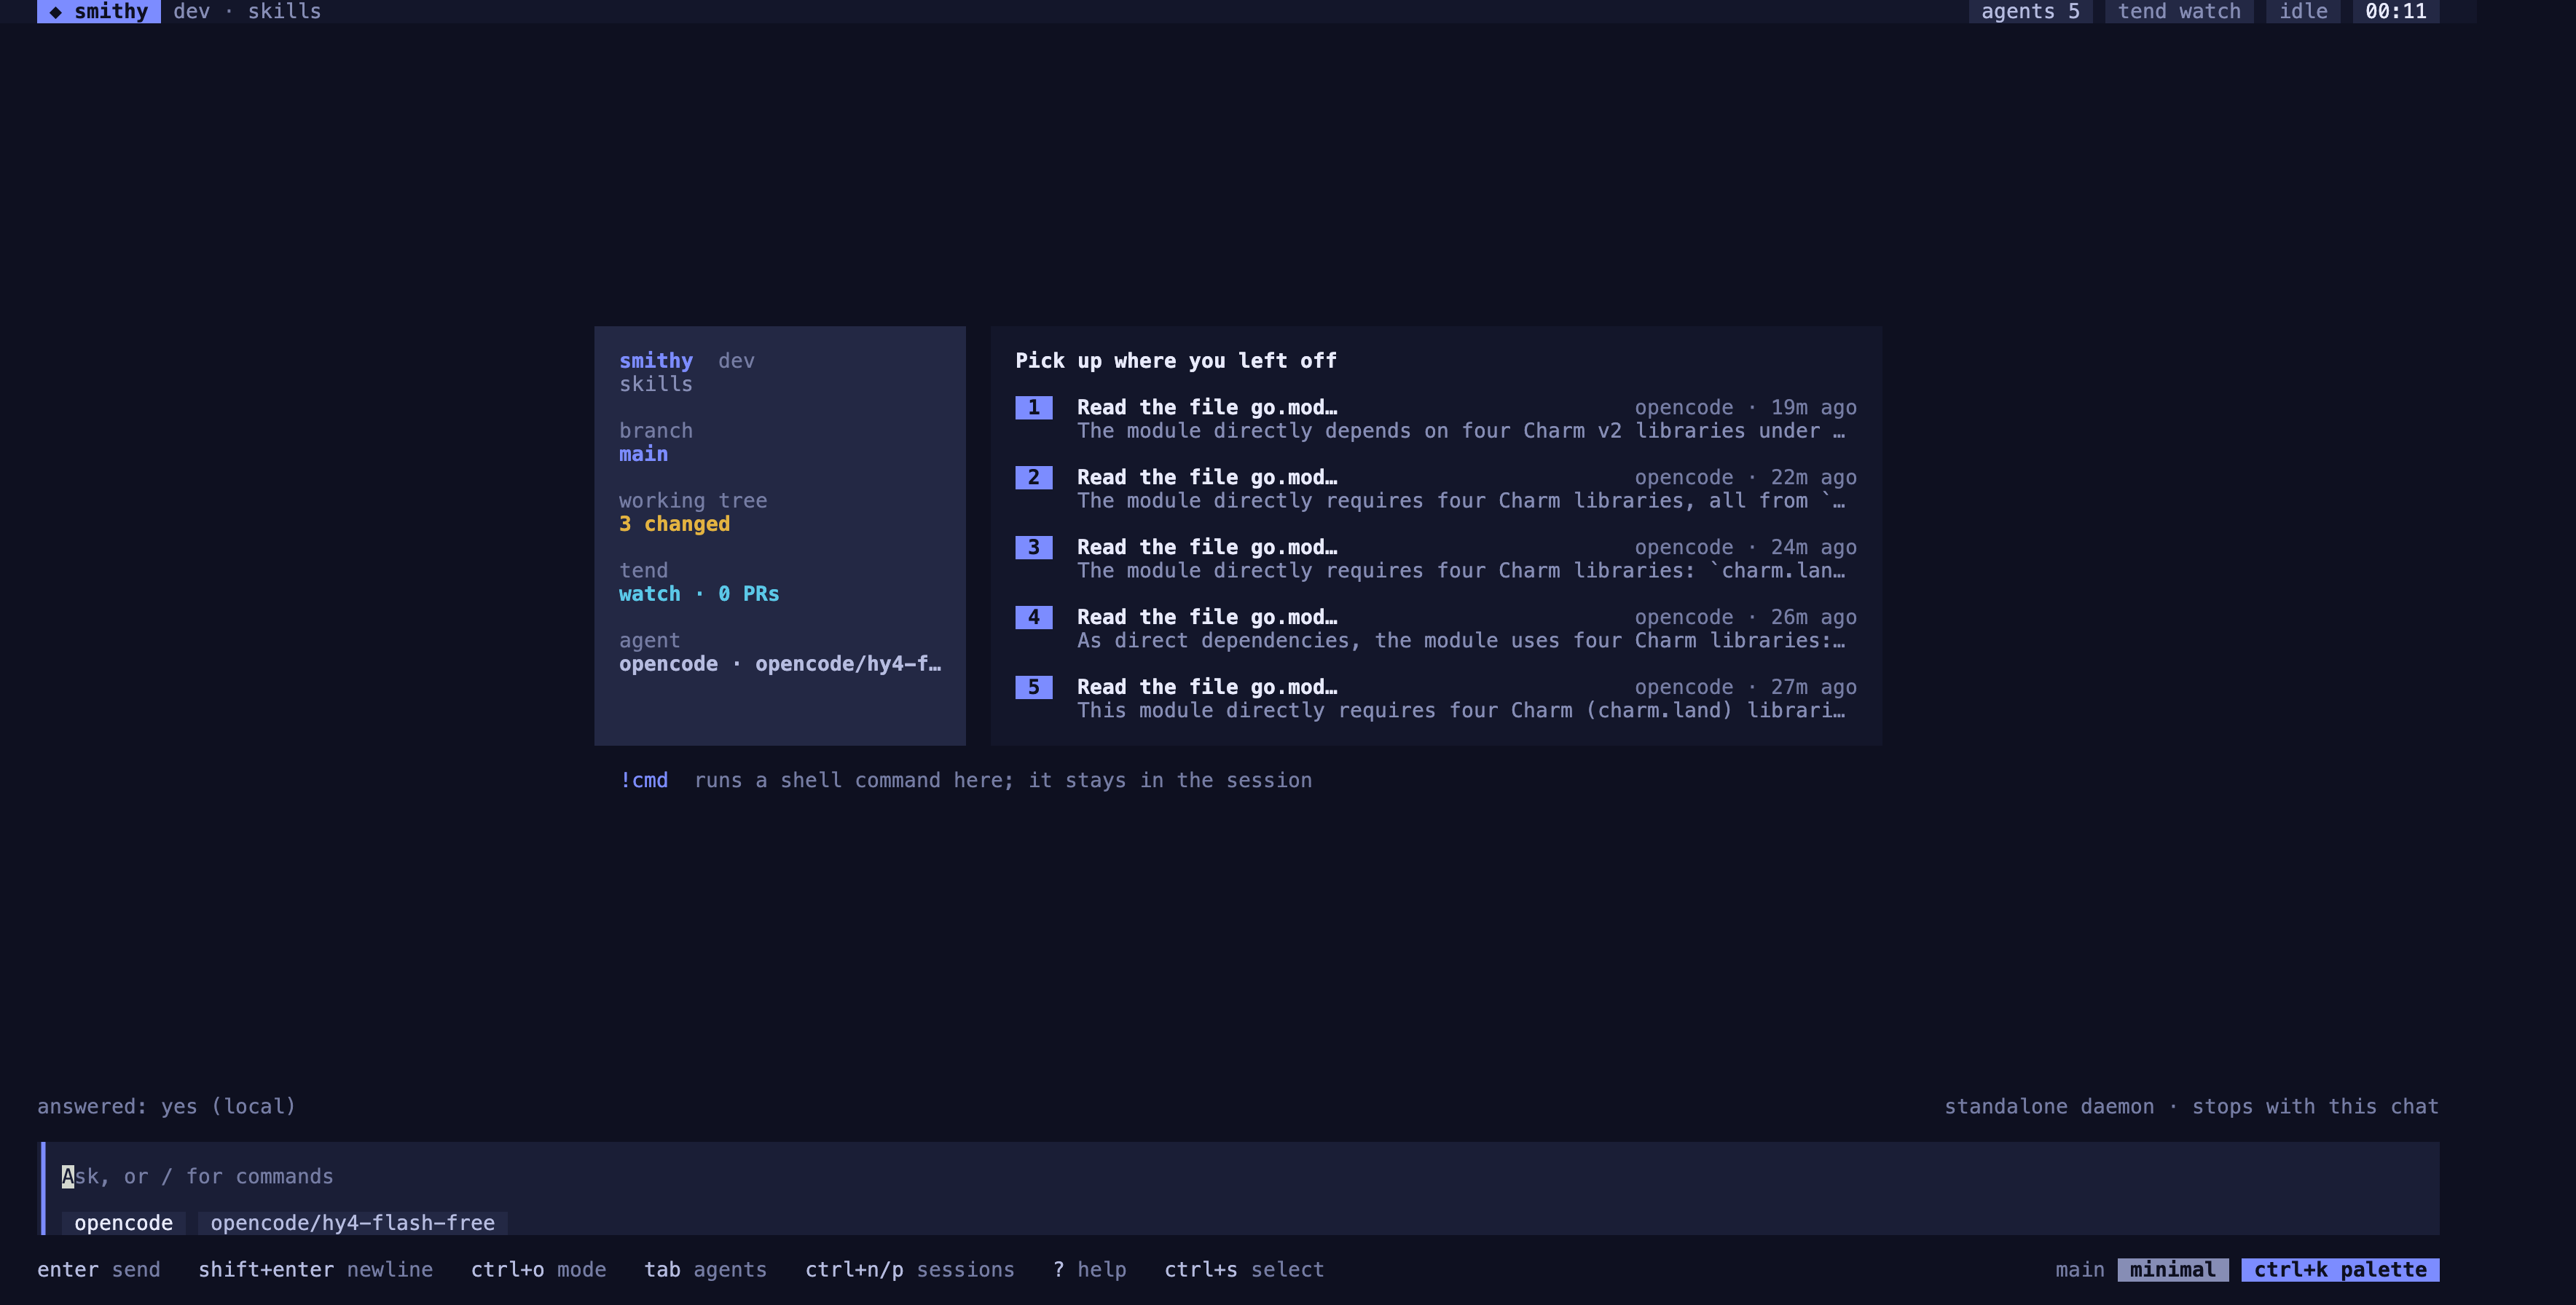 ◆ smithy dev · skills agents 5 tend watch idle 00:11
smithy dev
skills
branch
main
working tree
3 changed
tend
watch · 0 PRs
agent
opencode · opencode/hy4-f…
Pick up where you left off
1 Read the file go.mod… opencode · 19m ago
The module directly depends on four Charm v2 libraries under …
2 Read the file go.mod… opencode · 22m ago
The module directly requires four Charm libraries, all from `…
3 Read the file go.mod… opencode · 24m ago
The module directly requires four Charm libraries: `charm.lan…
4 Read the file go.mod… opencode · 26m ago
As direct dependencies, the module uses four Charm libraries:…
5 Read the file go.mod… opencode · 27m ago
This module directly requires four Charm (charm.land) librari…
!cmd runs a shell command here; it stays in the session
answered: yes (local) standalone daemon · stops with this chat
Ask, or / for commands
opencode opencode/hy4-flash-free
enter send shift+enter newline ctrl+o mode tab agents ctrl+n/p sessions ? help ctrl+s select main minimal ctrl+k palette